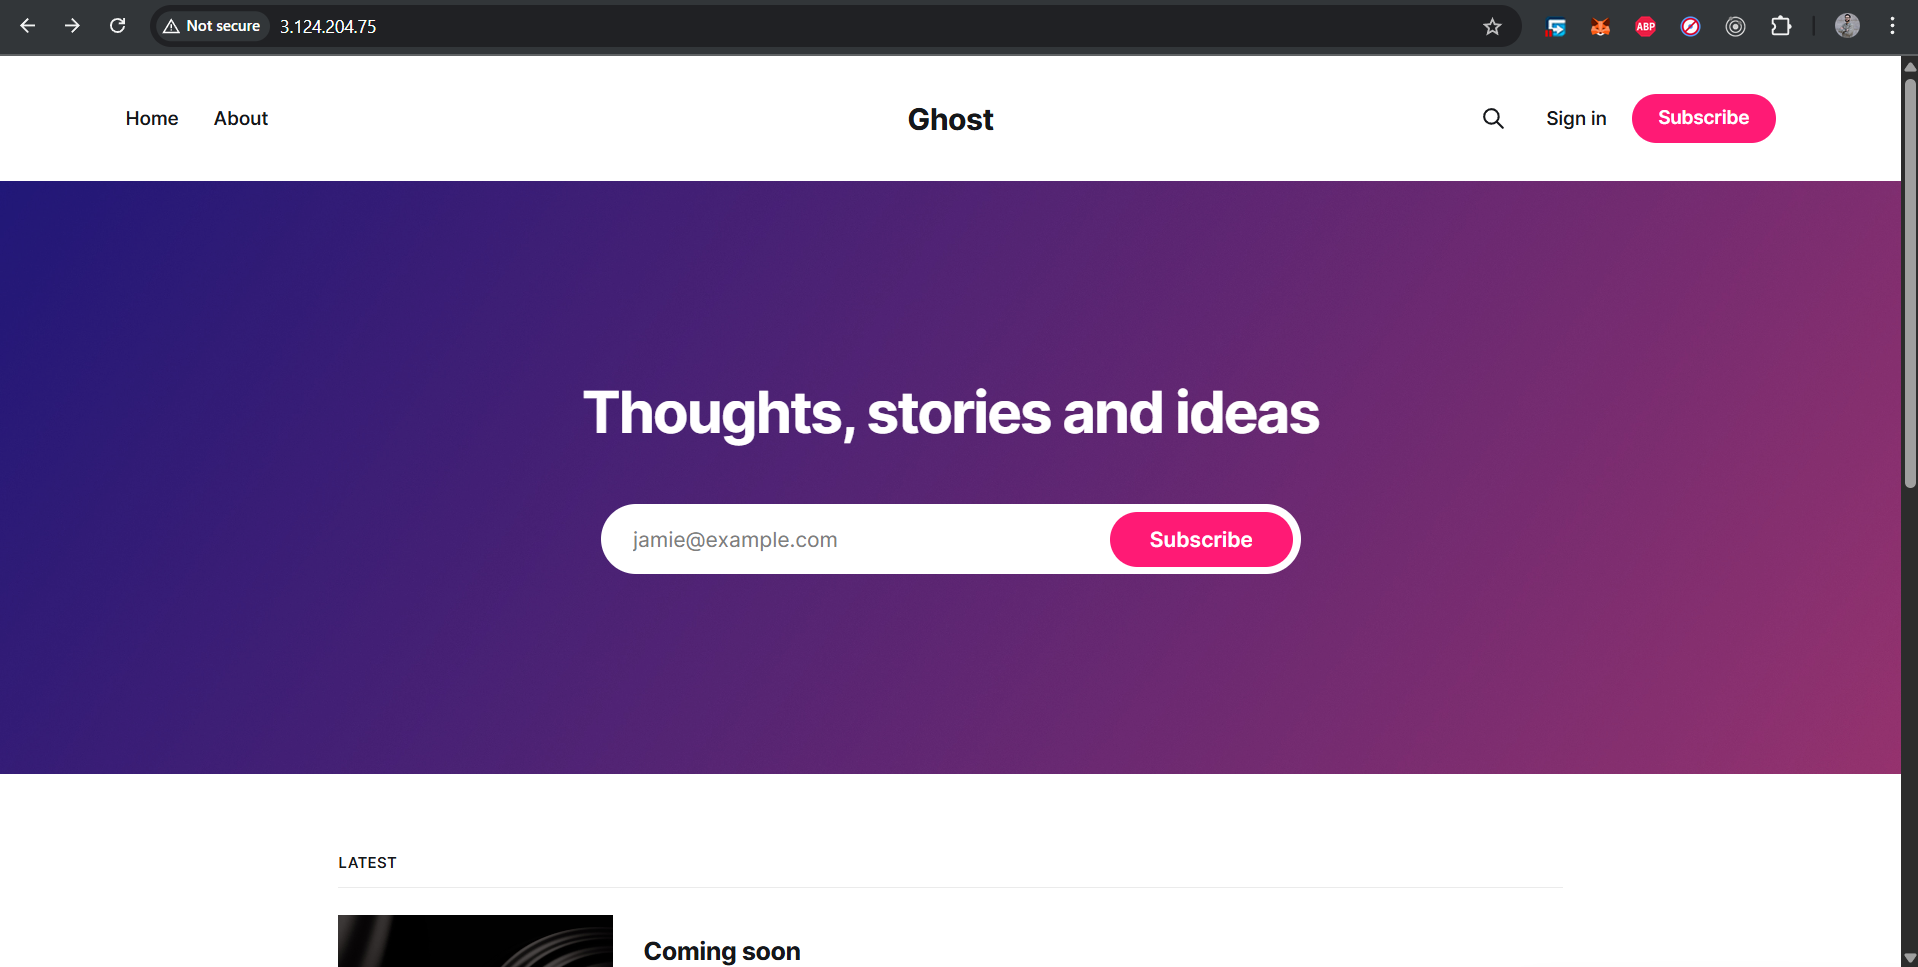 Not secure 3.124.204.75
ABP
Home About Ghost Sign in Subscribe
Thoughts, stories and ideas
jamie@example.com Subscribe
LATEST
Coming soon